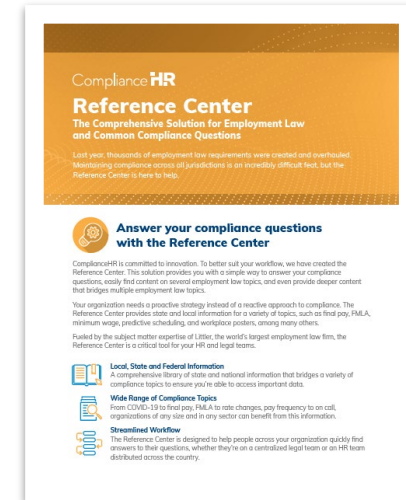 Compliance HR
Reference Center
The Comprehensive Solution for Employment Law
and Common Compliance Questions
Last year, thousands of employment law requirements were created and overhauled.
Maintaining compliance across all jurisdictions is an incredibly difficult feat, but the
Reference Center is here to help.
Answer your compliance questions
with the Reference Center
ComplianceHR is committed to innovation. To better suit your workflow, we have created the
Reference Center. This solution provides you with a simple way to answer your compliance
questions, easily find content on several employment law topics, and even provide deeper content
that bridges multiple employment law topics.
Your organization needs a proactive strategy instead of a reactive approach to compliance. The
Reference Center provides state and local information for a variety of topics, such as final pay, FMLA,
minimum wage, predictive scheduling, and workplace posters, among many others.
Fueled by the subject matter expertise of Littler, the world's largest employment law firm, the
Reference Center is a critical tool for your HR and legal teams.
Local, State and Federal Information
A comprehensive library of state and national information that bridges a variety of
compliance topics to ensure you're able to access important data.
Wide Range of Compliance Topics
From COVID-19 to final pay, FMLA to rate changes, pay frequency to on call,
organizations of any size and in any sector can benefit from this information.
Streamlined Workflow
The Reference Center is designed to help people across your organization quickly find
answers to their questions, whether they're on a centralized legal team or an HR team
distributed across the country.